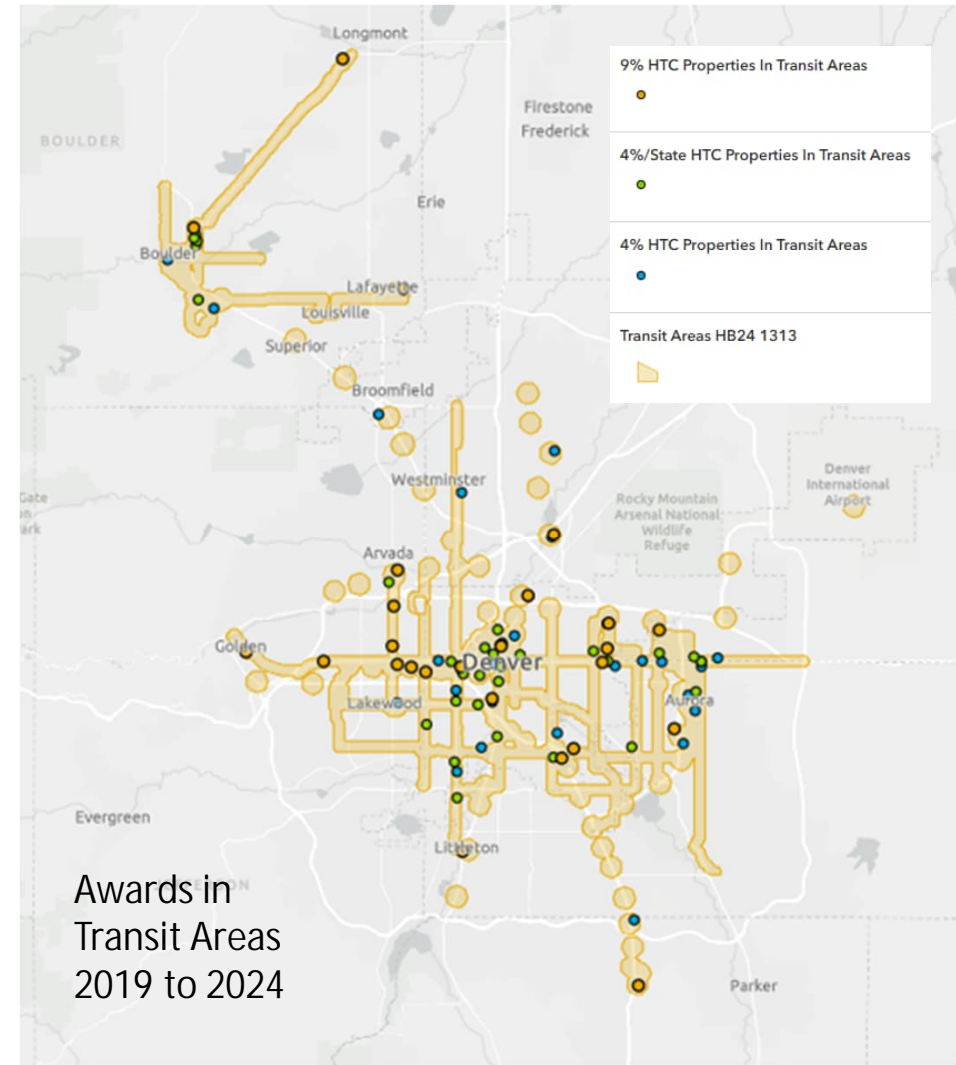 Longmont
9% HTC Properties In Transit Areas
Firestone
Frederick
BOULDER
4%/State HTC Properties In Transit Areas
Erie
4% HTC Properties In Transit Areas
Boulder
Lafayette
Louisville
Transit Areas HB24 1313
Superior
Broomfield
Westminster
Denver
International
Airport
Gate
Rocky Mountain
Arsenal National
Wildlife
Refuge
Arvada
Golden
Denver
Lakewood
Aurora
Evergreen
Littleton
Awards in
Transit Areas
2019 to 2024
Parker